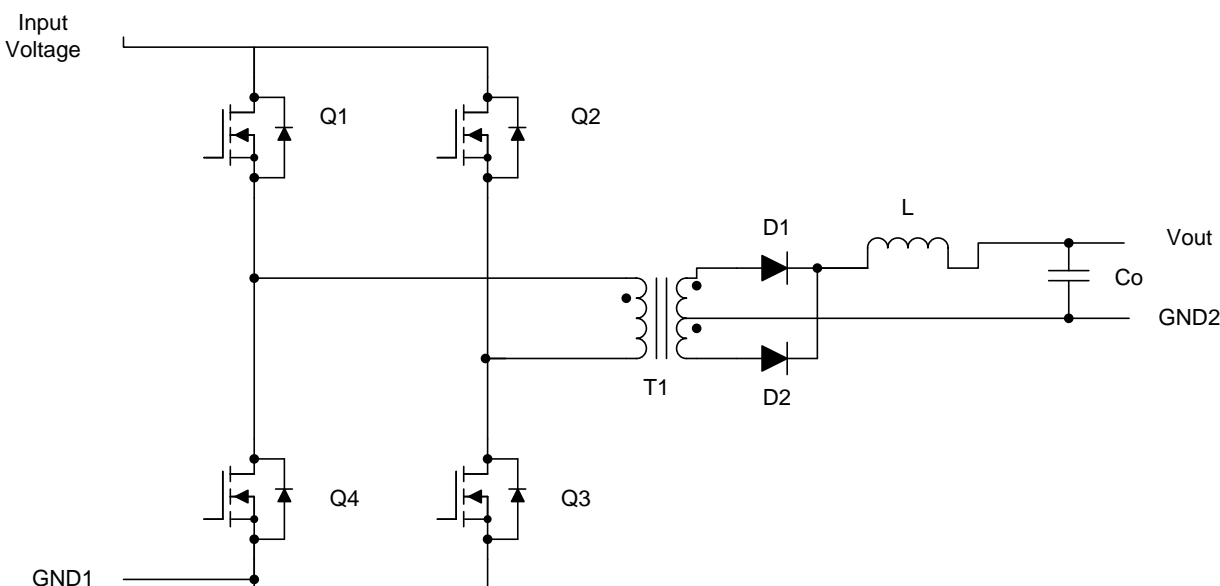 Input
Voltage
Q1
Q2
D1
L
Vout
Co
GND2
T1
D2
Q4
Q3
GND1